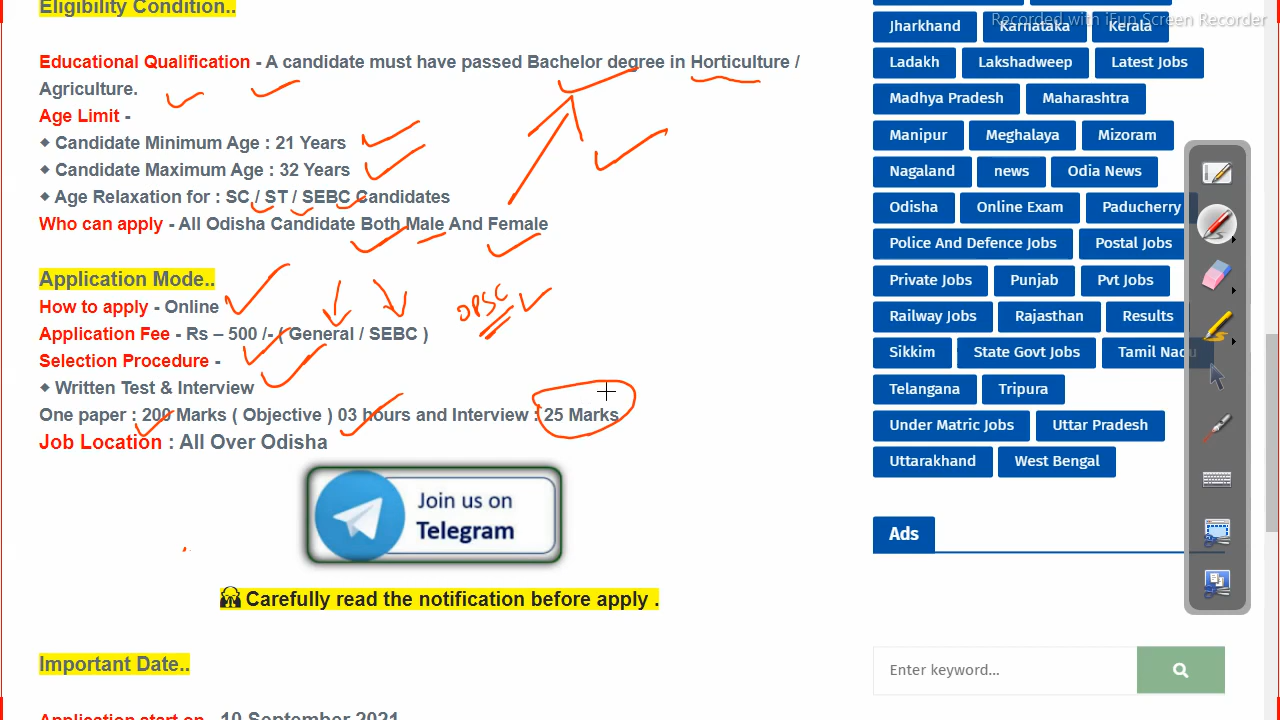 Eligibility Condition..
Recorded with iFun Screen Recorder
Educational Qualification - A candidate must have passed Bachelor degree in Horticulture /
Agriculture.
Age Limit -
◆ Candidate Minimum Age : 21 Years
◆ Candidate Maximum Age : 32 Years
◆ Age Relaxation for : SC / ST / SEBC Candidates
Who can apply - All Odisha Candidate Both Male And Female
Application Mode..
How to apply - Online
OPSC
Application Fee - Rs – 500 /- ( General / SEBC )
Selection Procedure -
◆ Written Test & Interview
One paper : 200 Marks ( Objective ) 03 hours and Interview : 25 Marks
Job Location : All Over Odisha
Join us on
Telegram
Carefully read the notification before apply .
Important Date..
Application start on - 10 September 2021
Jharkhand Karnataka Kerala
Ladakh Lakshadweep Latest Jobs
Madhya Pradesh Maharashtra
Manipur Meghalaya Mizoram
Nagaland news Odia News
Odisha Online Exam Paducherry
Police And Defence Jobs Postal Jobs
Private Jobs Punjab Pvt Jobs
Railway Jobs Rajasthan Results
Sikkim State Govt Jobs Tamil Nadu
Telangana Tripura
Under Matric Jobs Uttar Pradesh
Uttarakhand West Bengal
Ads
Enter keyword...